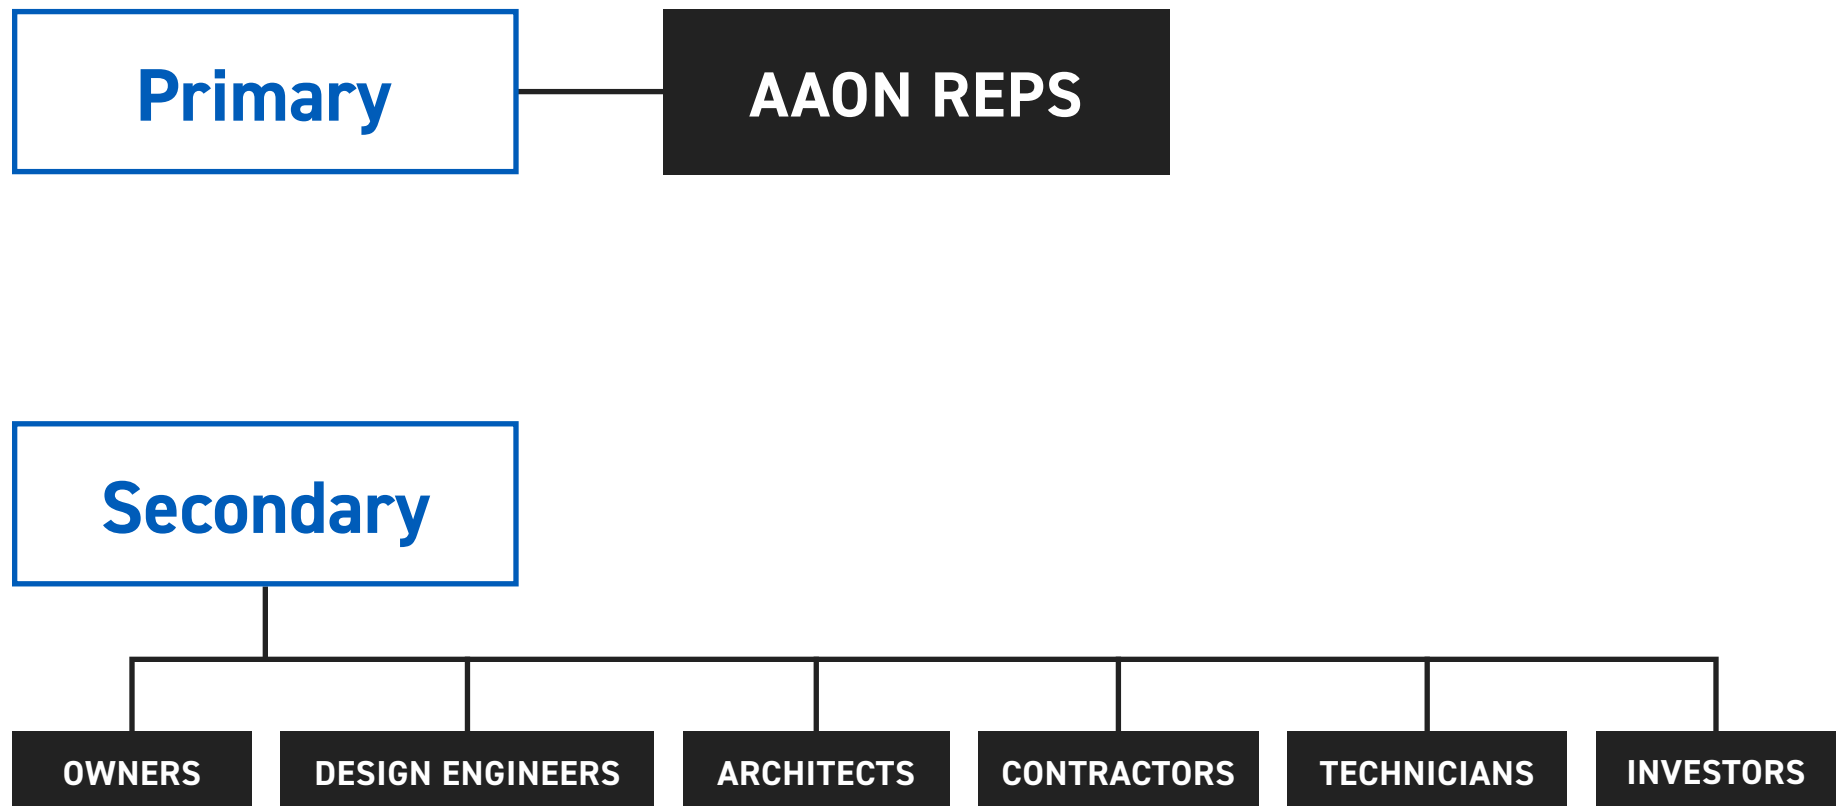 Primary
AAON REPS
Secondary
OWNERS
DESIGN ENGINEERS
ARCHITECTS
CONTRACTORS
TECHNICIANS
INVESTORS